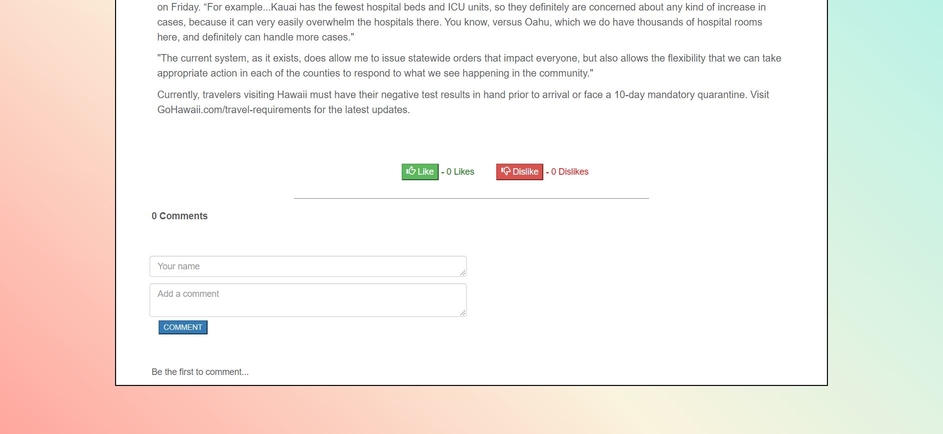 on Friday. “For example...Kauai has the fewest hospital beds and ICU units, so they definitely are concerned about any kind of increase in
cases, because it can very easily overwhelm the hospitals there. You know, versus Oahu, which we do have thousands of hospital rooms
here, and definitely can handle more cases."
"The current system, as it exists, does allow me to issue statewide orders that impact everyone, but also allows the flexibility that we can take
appropriate action in each of the counties to respond to what we see happening in the community."
Currently, travelers visiting Hawaii must have their negative test results in hand prior to arrival or face a 10-day mandatory quarantine. Visit
GoHawaii.com/travel-requirements for the latest updates.
Like - 0 Likes Dislike - 0 Dislikes
0 Comments
Your name
Add a comment
COMMENT
Be the first to comment...